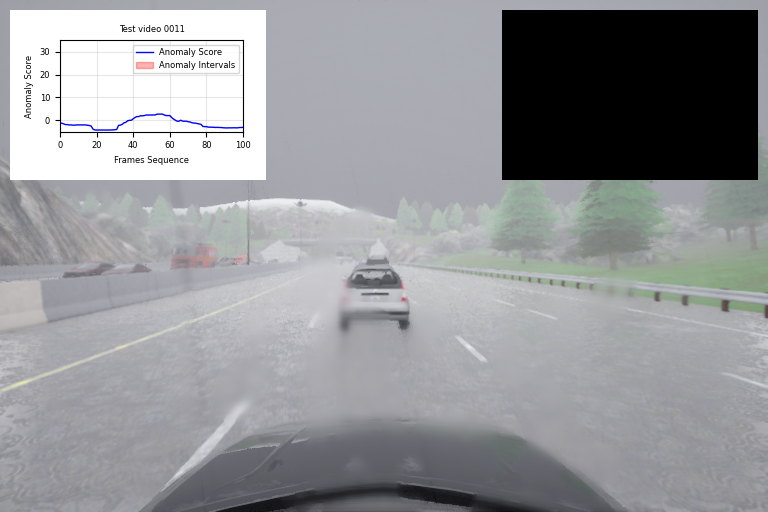 Test video 0011
Anomaly Score
Anomaly Intervals
Anomaly Score
30
20
10
0
0 20 40 60 80 100
Frames Sequence